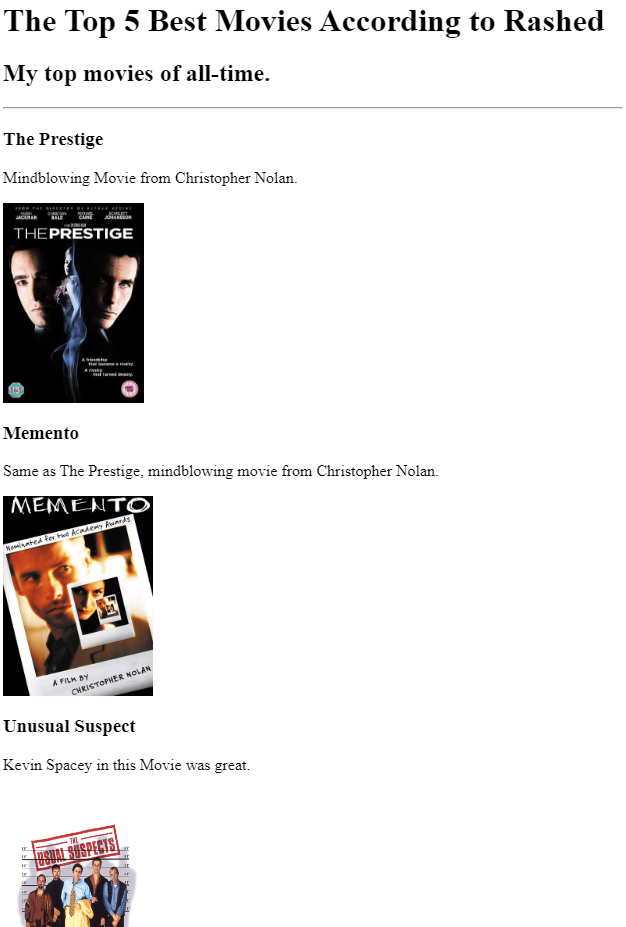 The Top 5 Best Movies According to Rashed
My top movies of all-time.
The Prestige
Mindblowing Movie from Christopher Nolan.
FROM THE DIRECTOR OF BATMAN BEGINS
HUGH JACKMAN CHRISTIAN BALE MICHAEL CAINE SCARLETT JOHANSSON
THE PRESTIGE
A friendship
that became a rivalry.
A rivalry
that turned deadly.
Memento
Same as The Prestige, mindblowing movie from Christopher Nolan.
MEMENTO
Nominated for two Academy Awards
A FILM BY
CHRISTOPHER NOLAN
Unusual Suspect
Kevin Spacey in this Movie was great.
THE
USUAL SUSPECTS